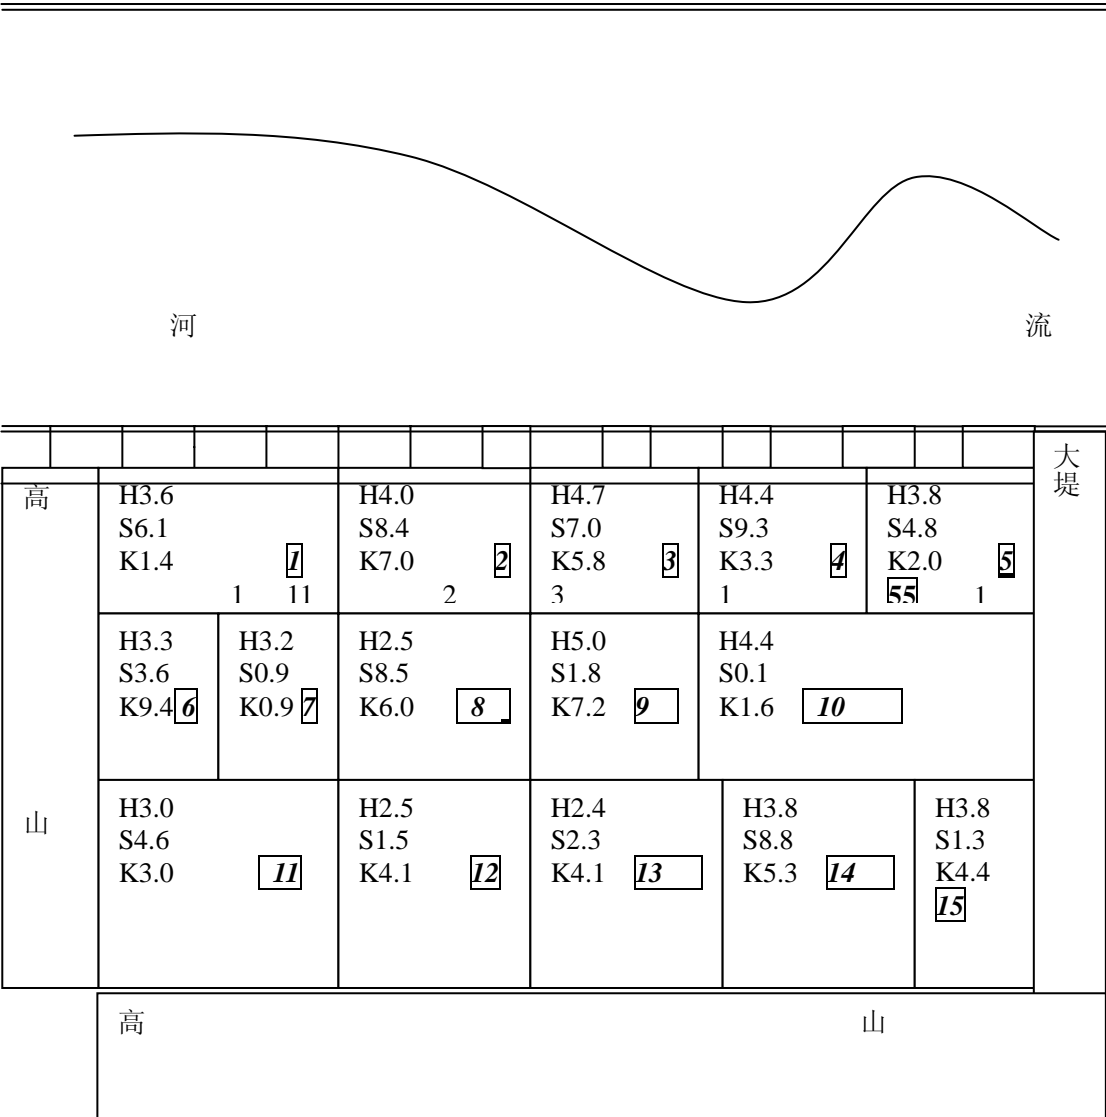 河 流
大堤
高
H3.6
S6.1
K1.4 1
1 11
H4.0
S8.4
K7.0 2
2
H4.7
S7.0
K5.8 3
3
H4.4
S9.3
K3.3 4
1
H3.8
S4.8
K2.0 5
55 1
H3.3
S3.6
K9.4 6
H3.2
S0.9
K0.9 7
H2.5
S8.5
K6.0 8
H5.0
S1.8
K7.2 9
H4.4
S0.1
K1.6 10
山
H3.0
S4.6
K3.0 11
H2.5
S1.5
K4.1 12
H2.4
S2.3
K4.1 13
H3.8
S8.8
K5.3 14
H3.8
S1.3
K4.4
15
高 山